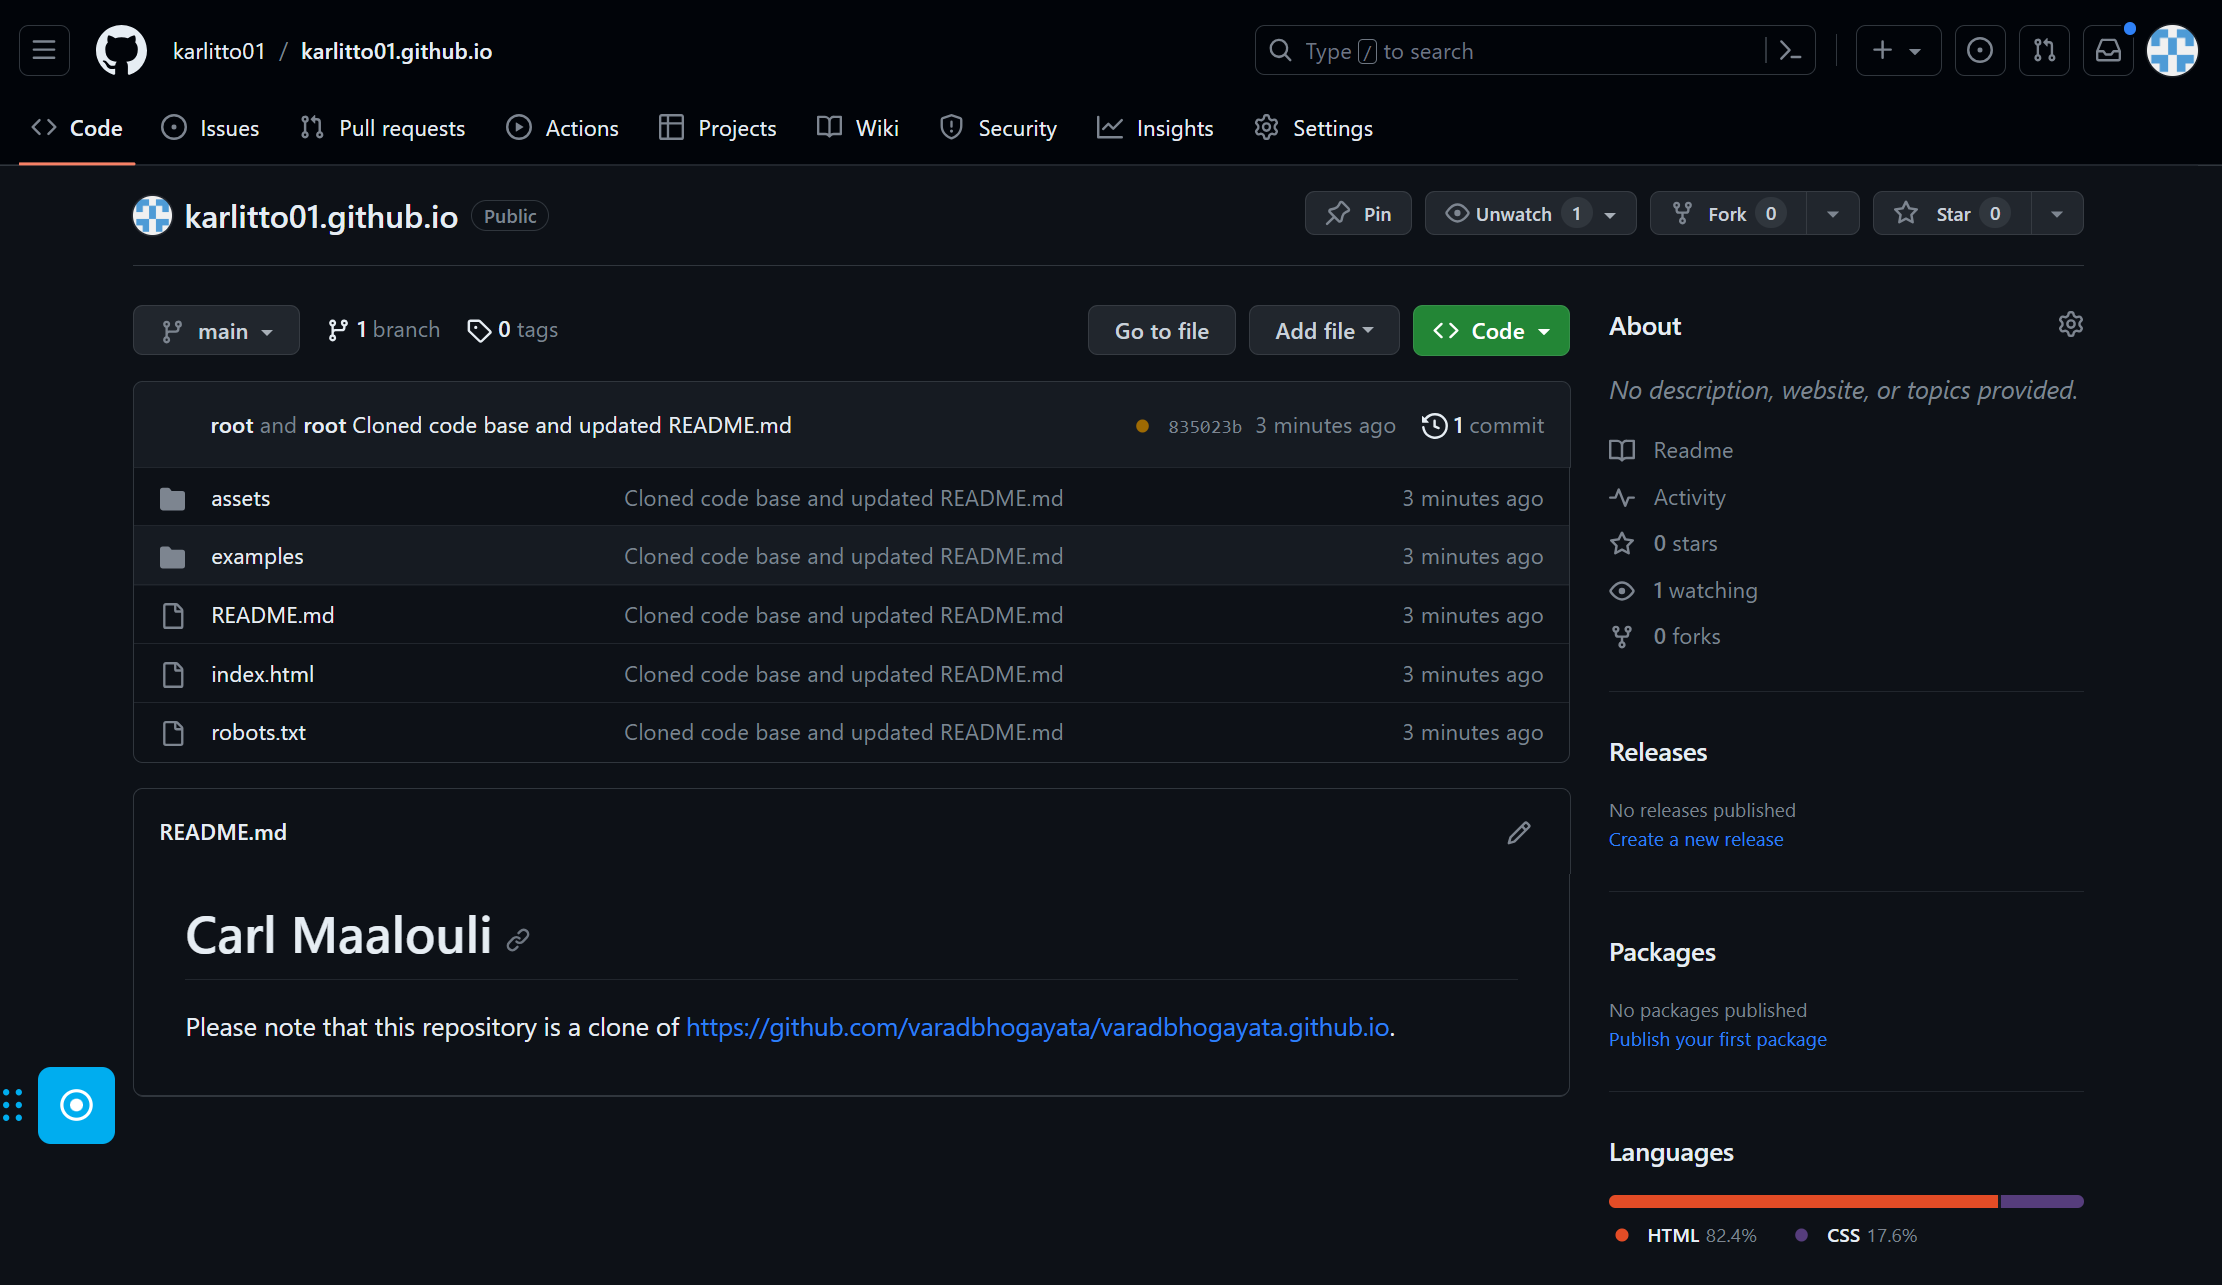 karlitto01 / karlitto01.github.io
Type / to search
Code
Issues
Pull requests
Actions
Projects
Wiki
Security
Insights
Settings
karlitto01.github.io Public
Pin
Unwatch 1
Fork 0
Star 0
main
1 branch
0 tags
Go to file
Add file
Code
root and root Cloned code base and updated README.md
835023b 3 minutes ago
1 commit
assets Cloned code base and updated README.md 3 minutes ago
examples Cloned code base and updated README.md 3 minutes ago
README.md Cloned code base and updated README.md 3 minutes ago
index.html Cloned code base and updated README.md 3 minutes ago
robots.txt Cloned code base and updated README.md 3 minutes ago
README.md
Carl Maalouli
Please note that this repository is a clone of https://github.com/varadbhogayata/varadbhogayata.github.io.
About
No description, website, or topics provided.
Readme
Activity
0 stars
1 watching
0 forks
Releases
No releases published
Create a new release
Packages
No packages published
Publish your first package
Languages
HTML 82.4%
CSS 17.6%